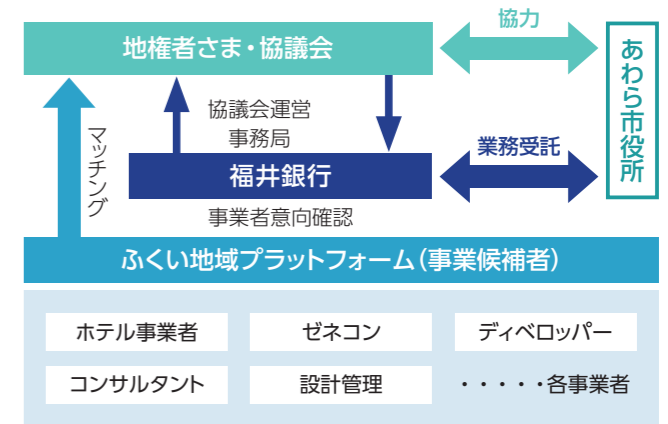 協力
地権者さま・協議会
あわら市役所
協議会運営
事務局
マッチング
業務受託
福井銀行
事業者意向確認
ふくい地域プラットフォーム（事業候補者）
ホテル事業者
ゼネコン
ディベロッパー
コンサルタント
設計管理
・・・・・各事業者